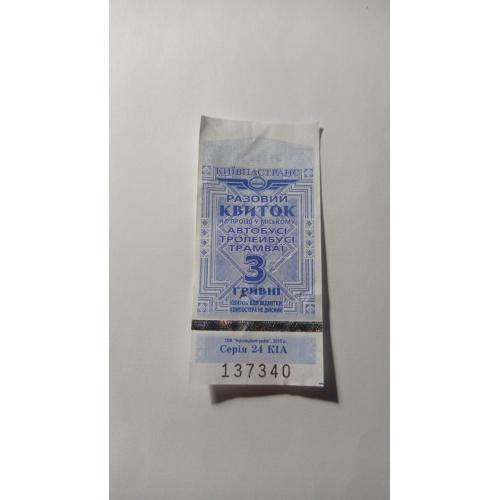 КИЇВПАСТРАНС
РАЗОВИЙ
КВИТОК
НА ПРОЇЗД У МІСЬКОМУ
АВТОБУСІ
ТРОЛЕЙБУСІ
ТРАМВАЇ
3
ГРИВНІ
КВИТОК БЕЗ ВІДМІТКИ
КОМПОСТЕРА НЕ ДІЙСНИЙ
Серія 24 КІА
137340